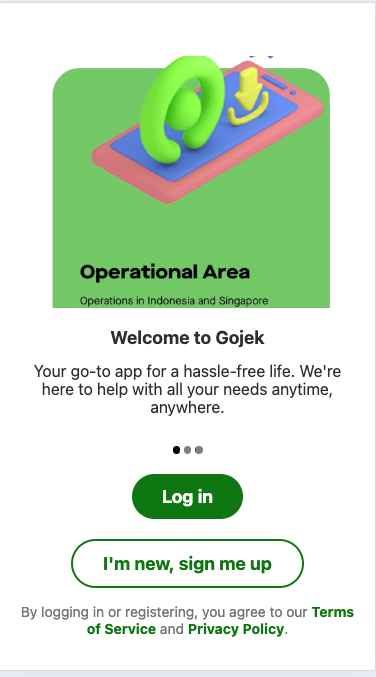 Operational Area
Operations in Indonesia and Singapore
Welcome to Gojek
Your go-to app for a hassle-free life. We're
here to help with all your needs anytime,
anywhere.
Log in
I'm new, sign me up
By logging in or registering, you agree to our Terms
of Service and Privacy Policy.